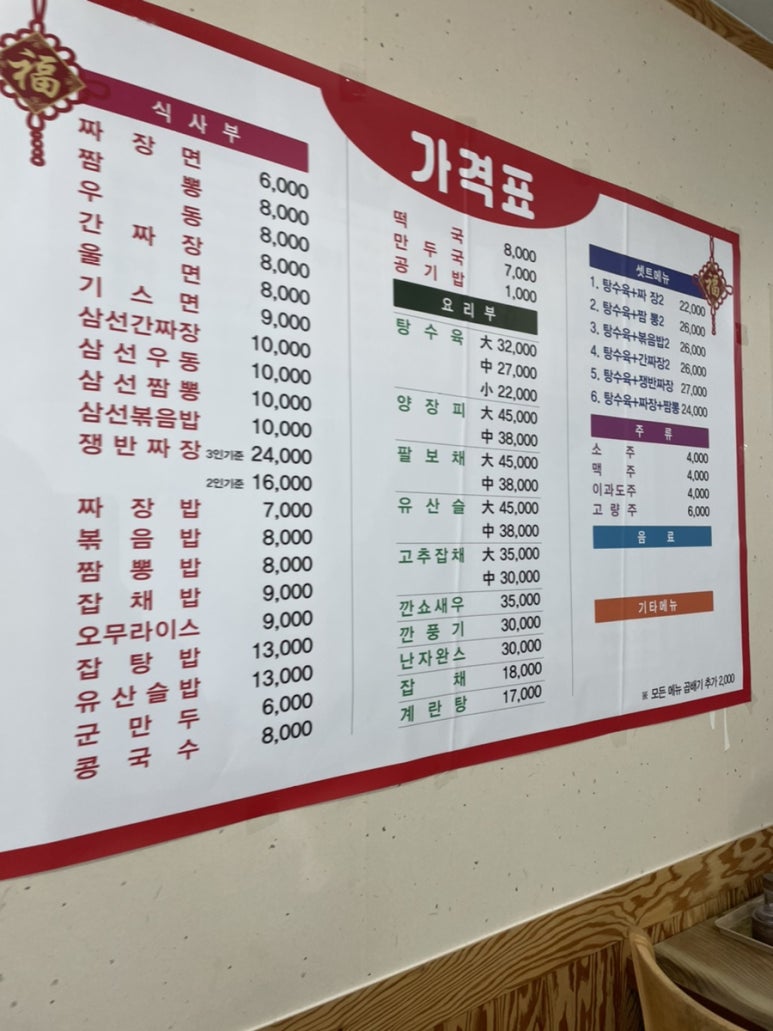 福
식사부
짜장면 6,000
짬뽕 8,000
우동 8,000
간짜장 8,000
울면 8,000
기스면 9,000
삼선간짜장 10,000
삼선우동 10,000
삼선짬뽕 10,000
삼선볶음밥 10,000
쟁반짜장 3인기준 24,000
2인기준 16,000
짜장밥 7,000
볶음밥 8,000
짬뽕밥 8,000
잡채밥 9,000
오무라이스 9,000
잡탕밥 13,000
유산슬밥 13,000
군만두 6,000
콩국수 8,000
가격표
떡국 8,000
만두국 7,000
공기밥 1,000
요리부
탕수육 大 32,000
中 27,000
小 22,000
양장피 大 45,000
中 38,000
팔보채 大 45,000
中 38,000
유산슬 大 45,000
中 38,000
고추잡채 大 35,000
中 30,000
깐쇼새우 35,000
깐풍기 30,000
난자완스 30,000
잡채 18,000
계란탕 17,000
福
셋트메뉴
1. 탕수육+짜장2 22,000
2. 탕수육+짬뽕2 26,000
3. 탕수육+볶음밥2 26,000
4. 탕수육+간짜장2 26,000
5. 탕수육+쟁반짜장 27,000
6. 탕수육+짜장+짬뽕 24,000
주류
소주 4,000
맥주 4,000
이과도주 4,000
고량주 6,000
음료
기타메뉴
※ 모든 메뉴 곱배기 추가 2,000